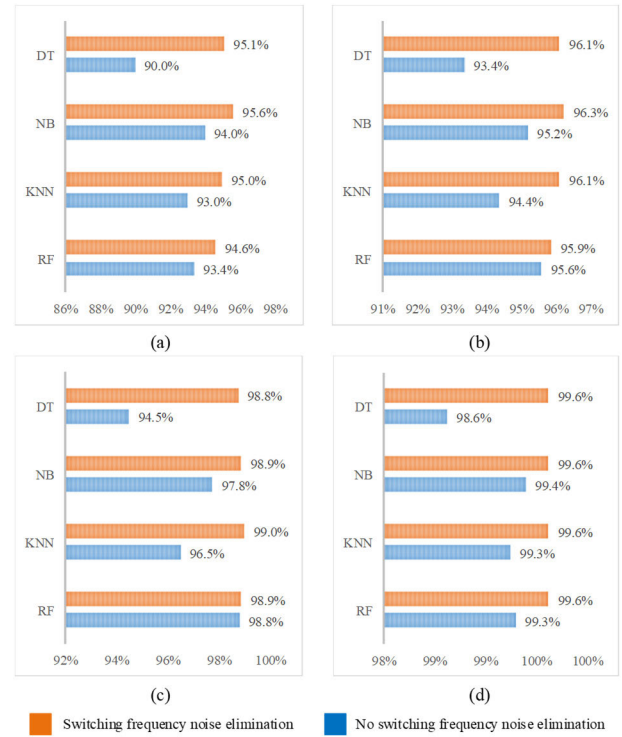 DT 95.1%
90.0%
NB 95.6%
94.0%
KNN 95.0%
93.0%
RF 94.6%
93.4%
86% 88% 90% 92% 94% 96% 98%
(a)
DT 96.1%
93.4%
NB 96.3%
95.2%
KNN 96.1%
94.4%
RF 95.9%
95.6%
91% 92% 93% 94% 95% 96% 97%
(b)
DT 98.8%
94.5%
NB 98.9%
97.8%
KNN 99.0%
96.5%
RF 98.9%
98.8%
92% 94% 96% 98% 100%
(c)
DT 99.6%
98.6%
NB 99.6%
99.4%
KNN 99.6%
99.3%
RF 99.6%
99.3%
98% 99% 99% 100% 100%
(d)
Switching frequency noise elimination
No switching frequency noise elimination